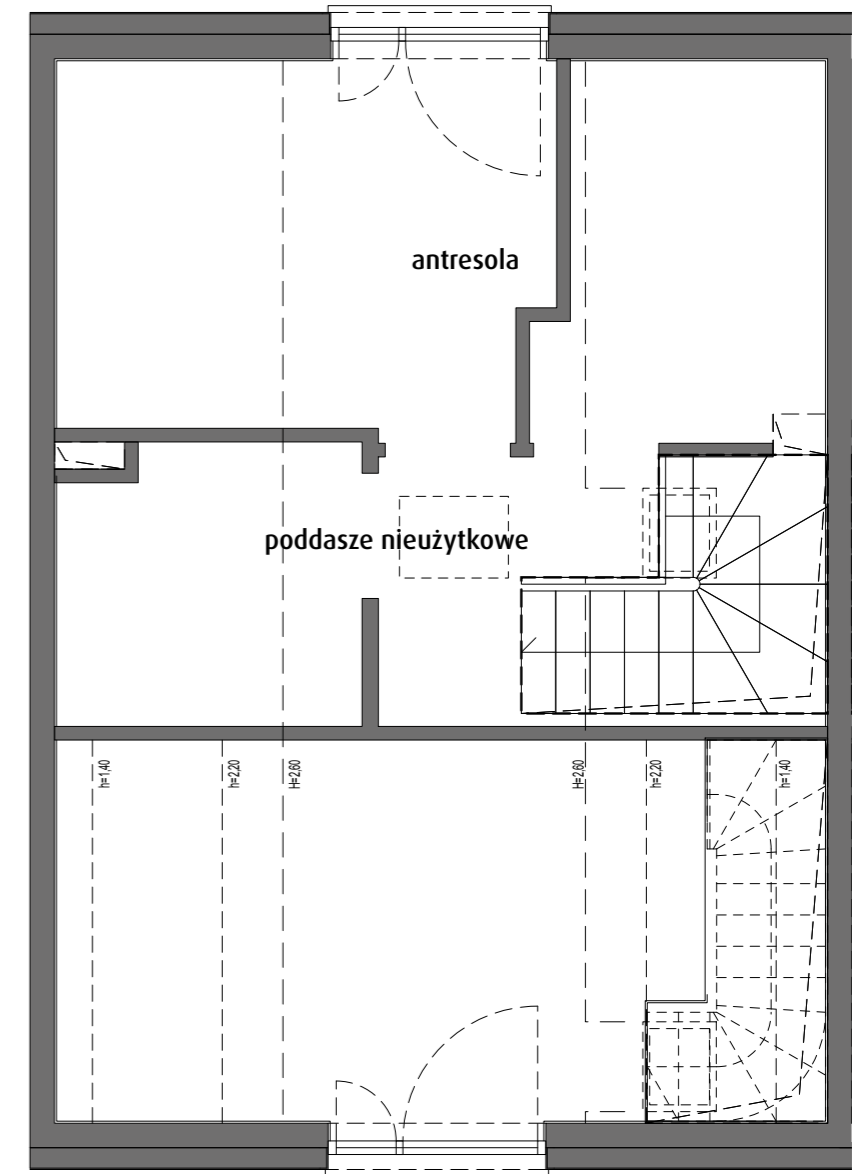 antresola
poddasze nieużytkowe
h=1,40
h=2,20
H=2,60
H=2,60
h=2,20
h=1,40